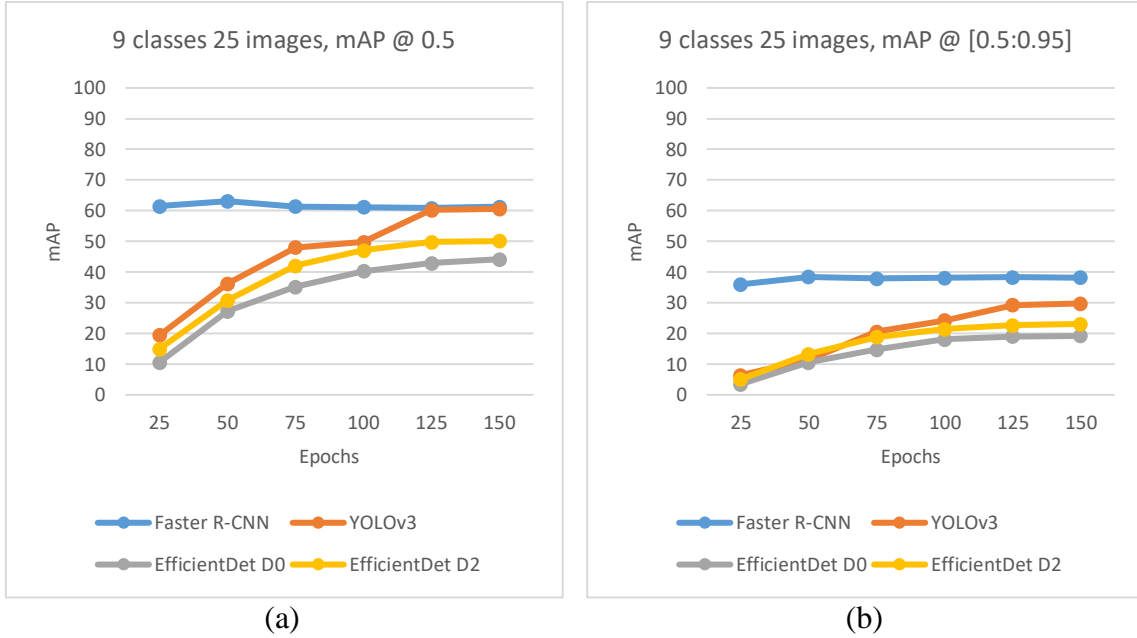 9 classes 25 images, mAP @ 0.5
100
90
80
70
60
50
40
30
20
10
0
mAP
25 50 75 100 125 150
Epochs
Faster R-CNN YOLOv3
EfficientDet D0 EfficientDet D2
(a)
9 classes 25 images, mAP @ [0.5:0.95]
100
90
80
70
60
50
40
30
20
10
0
mAP
25 50 75 100 125 150
Epochs
Faster R-CNN YOLOv3
EfficientDet D0 EfficientDet D2
(b)